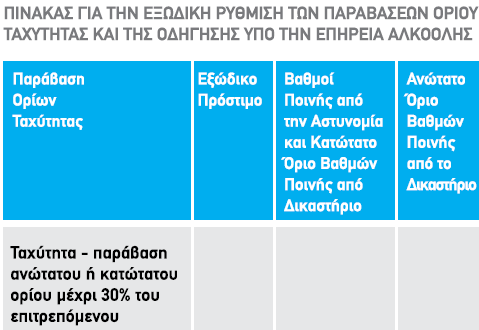 ΠΙΝΑΚΑΣ ΓΙΑ ΤΗΝ ΕΞΩΔΙΚΗ ΡΥΘΜΙΣΗ ΤΩΝ ΠΑΡΑΒΑΣΕΩΝ ΟΡΙΟΥ
ΤΑΧΥΤΗΤΑΣ ΚΑΙ ΤΗΣ ΟΔΗΓΗΣΗΣ ΥΠΟ ΤΗΝ ΕΠΗΡΕΙΑ ΑΛΚΟΟΛΗΣ
Παράβαση
Ορίων
Ταχύτητας
Εξώδικο
Πρόστιμο
Βαθμοί
Ποινής από
την Αστυνομία
και Κατώτατο
Όριο Βαθμών
Ποινής από
Δικαστήριο
Ανώτατο
Όριο
Βαθμών
Ποινής
από το
Δικαστήριο
Ταχύτητα - παράβαση
ανώτατου ή κατώτατου
ορίου μέχρι 30% του
επιτρεπόμενου